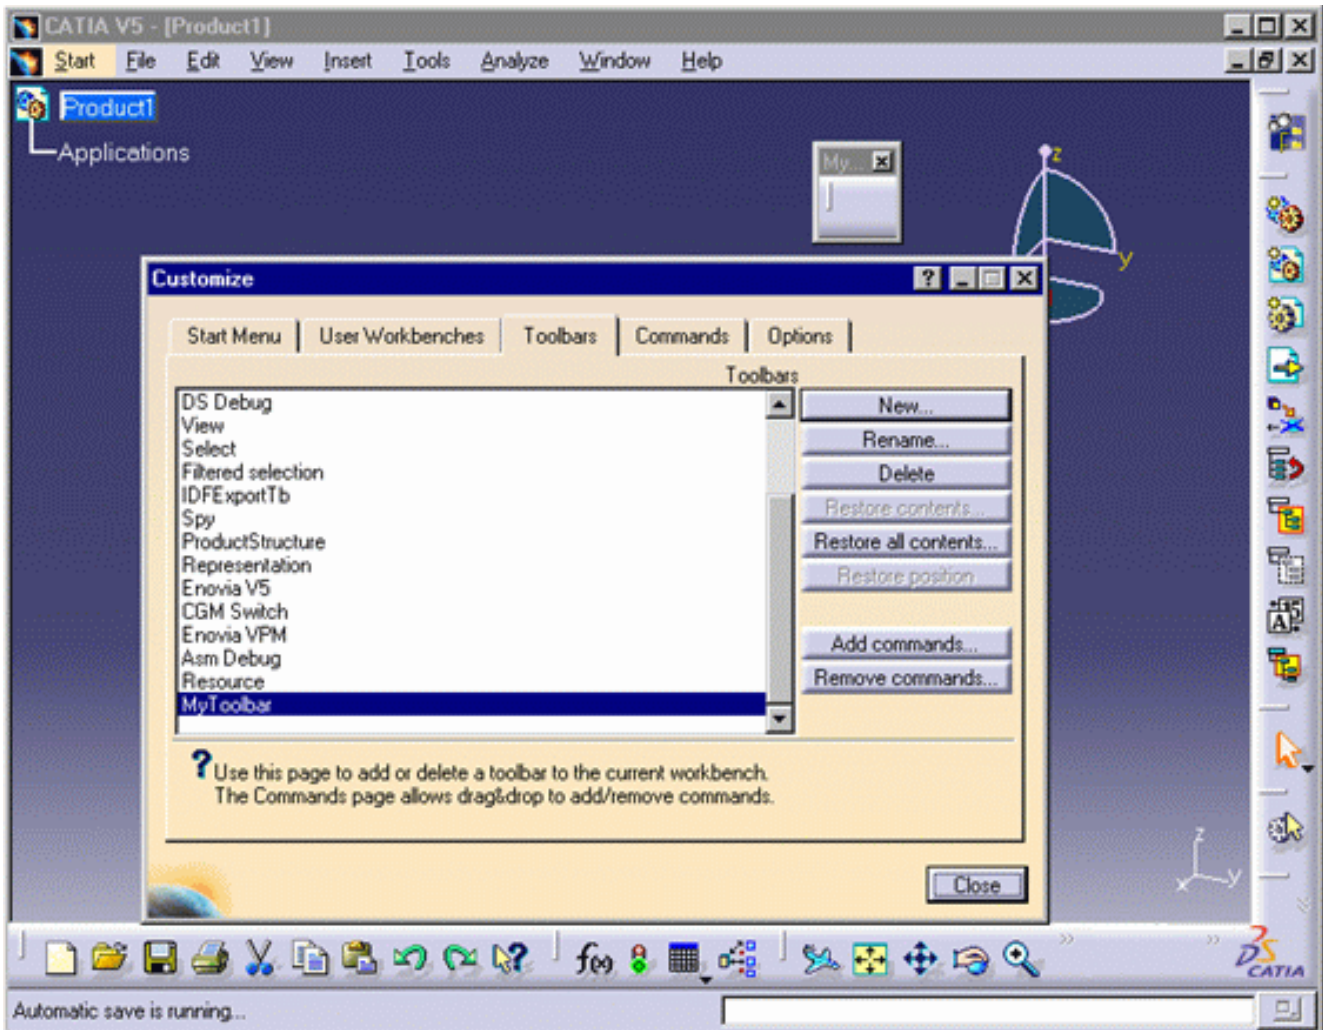 CATIA V5 - [Product1]
Start File Edit View Insert Tools Analyze Window Help
Product1
Applications
My...
z
y
Customize
Start Menu User Workbenches Toolbars Commands Options
Toolbars
DS Debug
View
Select
Filtered selection
IDFExportTb
Spy
ProductStructure
Representation
Enovia V5
CGM Switch
Enovia VPM
Asm Debug
Resource
MyToolbar
New...
Rename...
Delete
Restore contents...
Restore all contents...
Restore position
Add commands...
Remove commands...
? Use this page to add or delete a toolbar to the current workbench.
The Commands page allows drag&drop to add/remove commands.
Close
z
x y
f(x)
DS
CATIA
Automatic save is running...